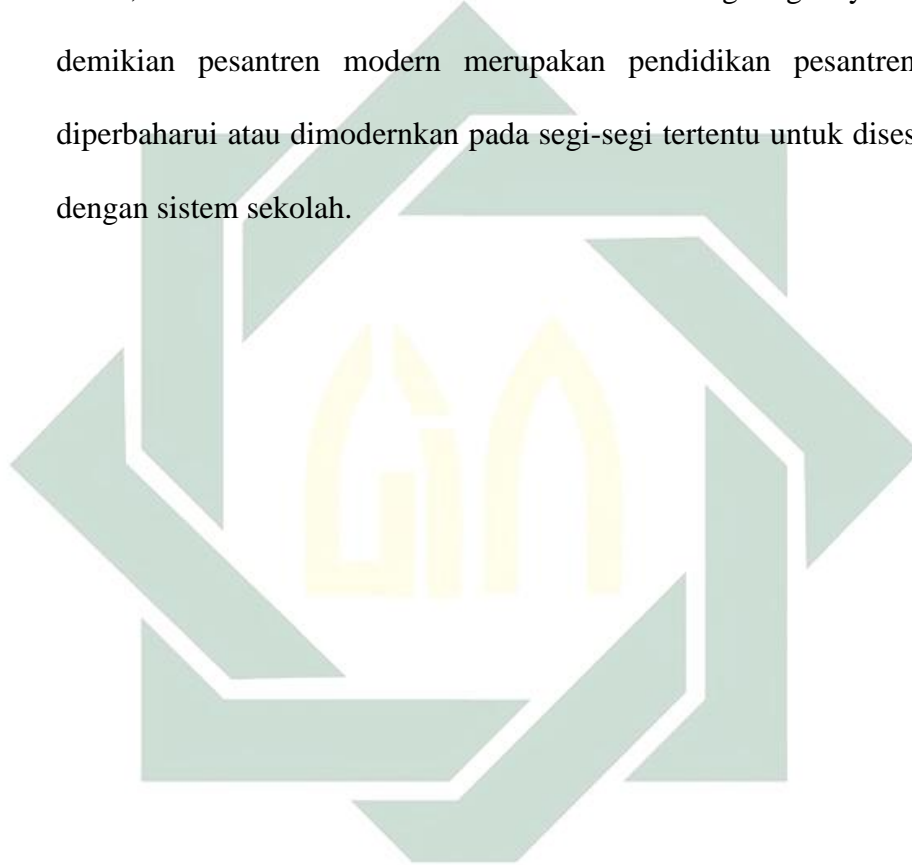 demikian pesantren modern merupakan pendidikan pesantren
diperbaharui atau dimodernkan pada segi-segi tertentu untuk dises
dengan sistem sekolah.